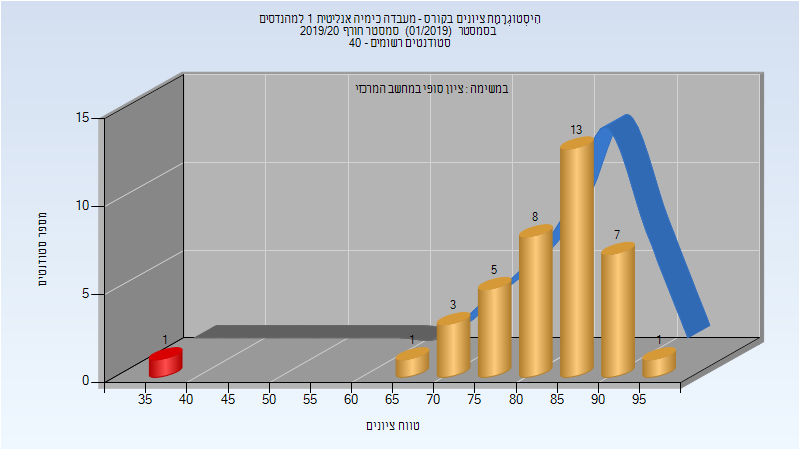 היסטוגרמת ציונים בקורס - מעבדה כימיה אנליטית 1 למהנדסים
בסמסטר (01/2019) סמסטר חורף 2019/20
סטודנטים רשומים - 40
במשימה : ציון סופי במחשב המרכזי
מספר סטודנטים
15
10
5
0
1
1
3
5
8
13
7
1
35 40 45 50 55 60 65 70 75 80 85 90 95
טווח ציונים